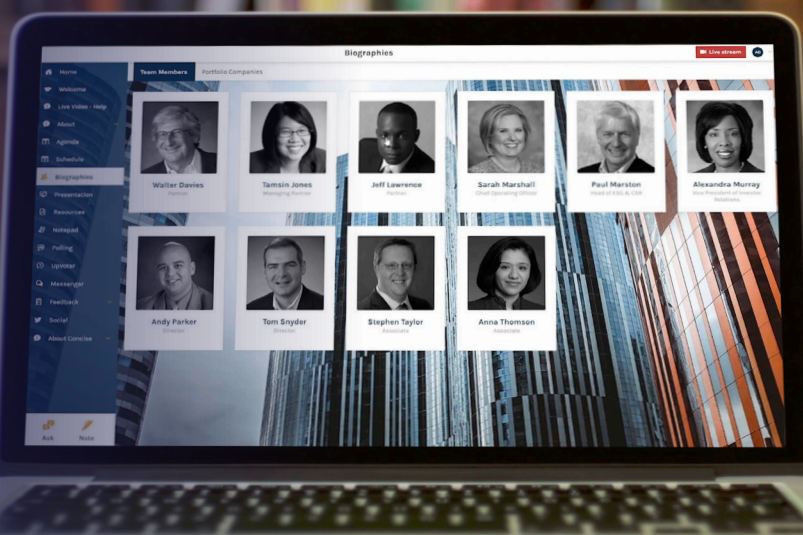 Biographies
Live stream
Home
Team Members
Portfolio Companies
Welcome
Live Video - Help
About
Agenda
Schedule
Biographies
Presentation
Resources
Notepad
Polling
UpVoter
Messenger
Feedback
Social
About Concise
Ask
Note
Walter Davies
Partner
Tamsin Jones
Managing Partner
Jeff Lawrence
Partner
Sarah Marshall
Chief Operating Officer
Paul Marston
Head of ESG & CSR
Alexandra Murray
Vice President of Investor
Relations
Andy Parker
Director
Tom Snyder
Director
Stephen Taylor
Associate
Anna Thomson
Associate